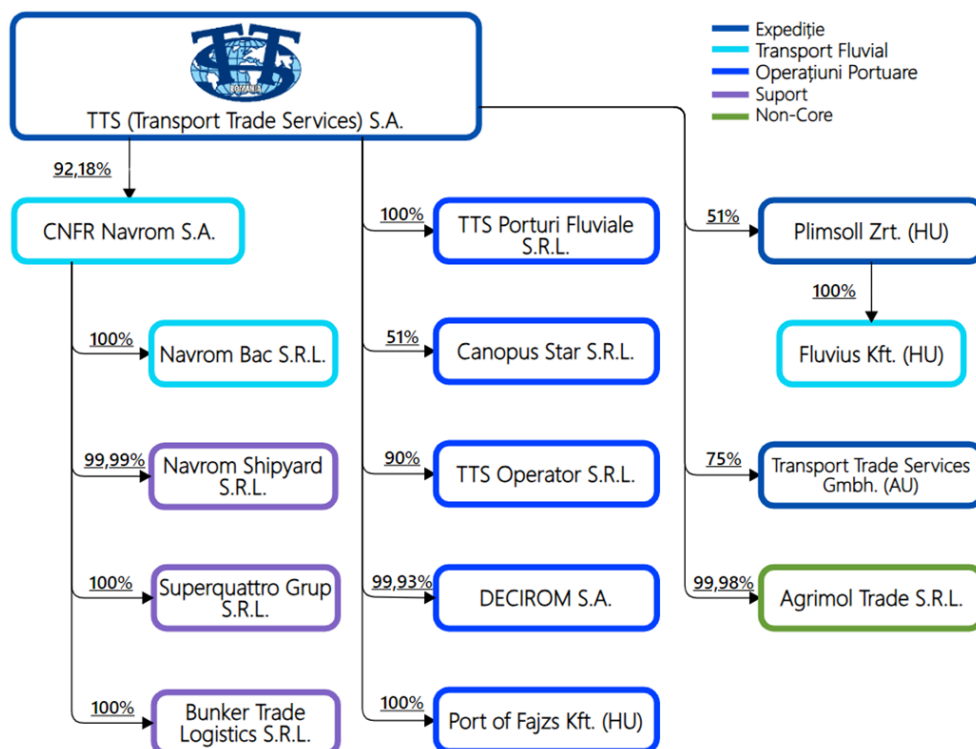 ROMANIA
TTS (Transport Trade Services) S.A.
Expediție
Transport Fluvial
Operațiuni Portuare
Suport
Non-Core
92,18%
CNFR Navrom S.A.
100%
Navrom Bac S.R.L.
99,99%
Navrom Shipyard
S.R.L.
100%
Superquattro Grup
S.R.L.
100%
Bunker Trade
Logistics S.R.L.
100%
TTS Porturi Fluviale
S.R.L.
51%
Canopus Star S.R.L.
90%
TTS Operator S.R.L.
99,93%
DECIROM S.A.
100%
Port of Fajzs Kft. (HU)
51%
Plimsoll Zrt. (HU)
100%
Fluvius Kft. (HU)
75%
Transport Trade Services
Gmbh. (AU)
99,98%
Agrimol Trade S.R.L.